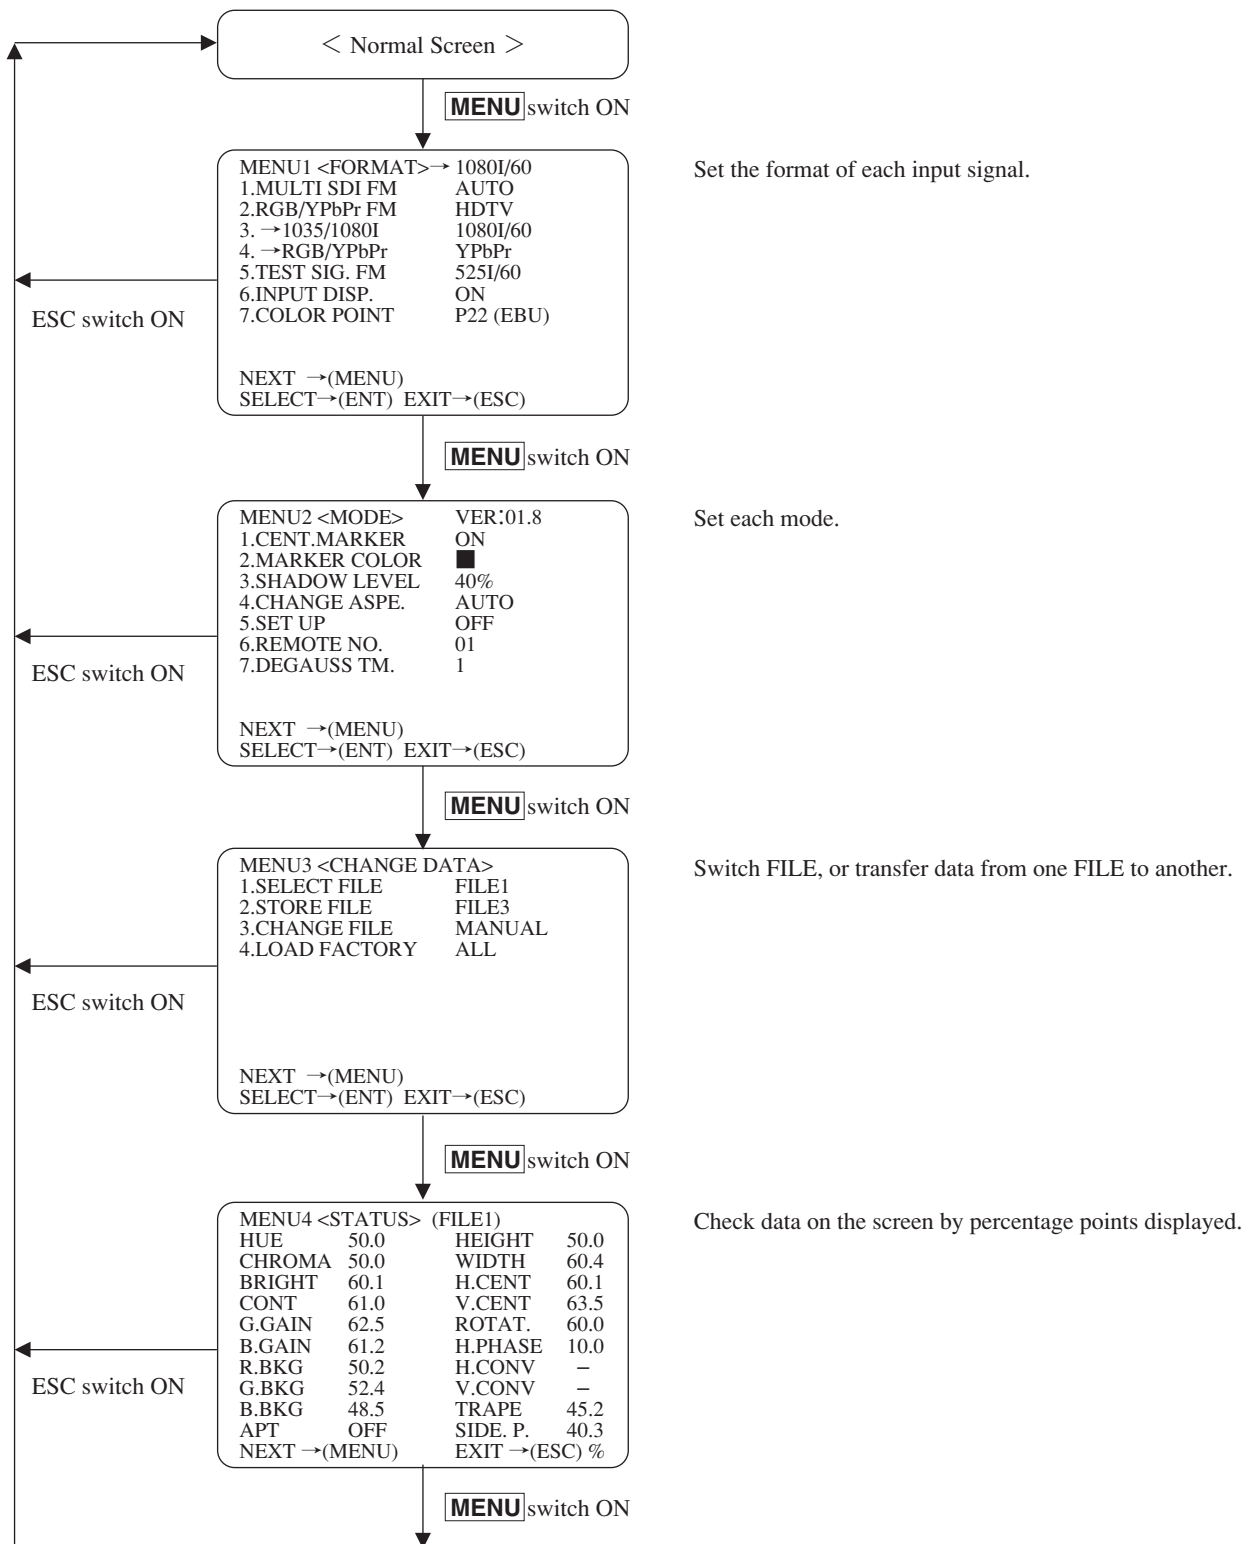 < Normal Screen >
MENU switch ON
MENU1 <FORMAT>→ 1080I/60
1.MULTI SDI FM AUTO
2.RGB/YPbPr FM HDTV
3. →1035/1080I 1080I/60
4. →RGB/YPbPr YPbPr
5.TEST SIG. FM 525I/60
6.INPUT DISP. ON
7.COLOR POINT P22 (EBU)
NEXT →(MENU)
SELECT→(ENT) EXIT→(ESC)
Set the format of each input signal.
ESC switch ON
MENU switch ON
MENU2 <MODE> VER:01.8
1.CENT.MARKER ON
2.MARKER COLOR ■
3.SHADOW LEVEL 40%
4.CHANGE ASPE. AUTO
5.SET UP OFF
6.REMOTE NO. 01
7.DEGAUSS TM. 1
NEXT →(MENU)
SELECT→(ENT) EXIT→(ESC)
Set each mode.
ESC switch ON
MENU switch ON
MENU3 <CHANGE DATA>
1.SELECT FILE FILE1
2.STORE FILE FILE3
3.CHANGE FILE MANUAL
4.LOAD FACTORY ALL
NEXT →(MENU)
SELECT→(ENT) EXIT→(ESC)
Switch FILE, or transfer data from one FILE to another.
ESC switch ON
MENU switch ON
MENU4 <STATUS> (FILE1)
HUE 50.0 HEIGHT 50.0
CHROMA 50.0 WIDTH 60.4
BRIGHT 60.1 H.CENT 60.1
CONT 61.0 V.CENT 63.5
G.GAIN 62.5 ROTAT. 60.0
B.GAIN 61.2 H.PHASE 10.0
R.BKG 50.2 H.CONV –
G.BKG 52.4 V.CONV –
B.BKG 48.5 TRAPE 45.2
APT OFF SIDE. P. 40.3
NEXT →(MENU) EXIT →(ESC) %
Check data on the screen by percentage points displayed.
ESC switch ON
MENU switch ON